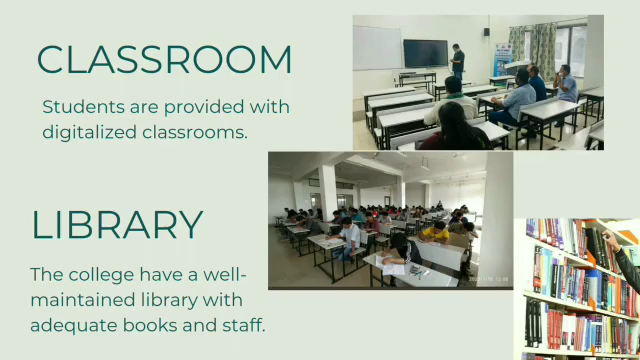 CLASSROOM
Students are provided with
digitalized classrooms.
LIBRARY
The college have a well-
maintained library with
adequate books and staff.